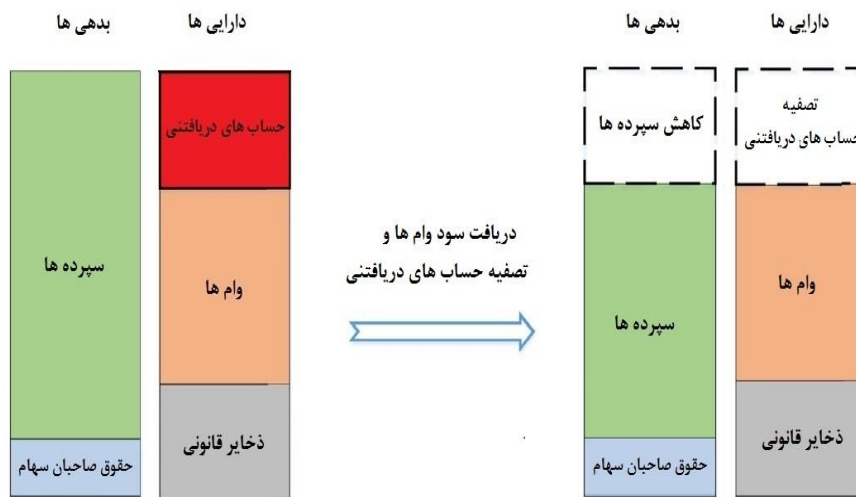 دارایی ها
بدهی ها
تصفیه
حساب های دریافتنی
کاهش سپرده ها
وام ها
سپرده ها
ذخایر قانونی
حقوق صاحبان سهام
دریافت سود وام ها و
تصفیه حساب های دریافتنی
دارایی ها
بدهی ها
حساب های دریافتنی
وام ها
سپرده ها
ذخایر قانونی
حقوق صاحبان سهام